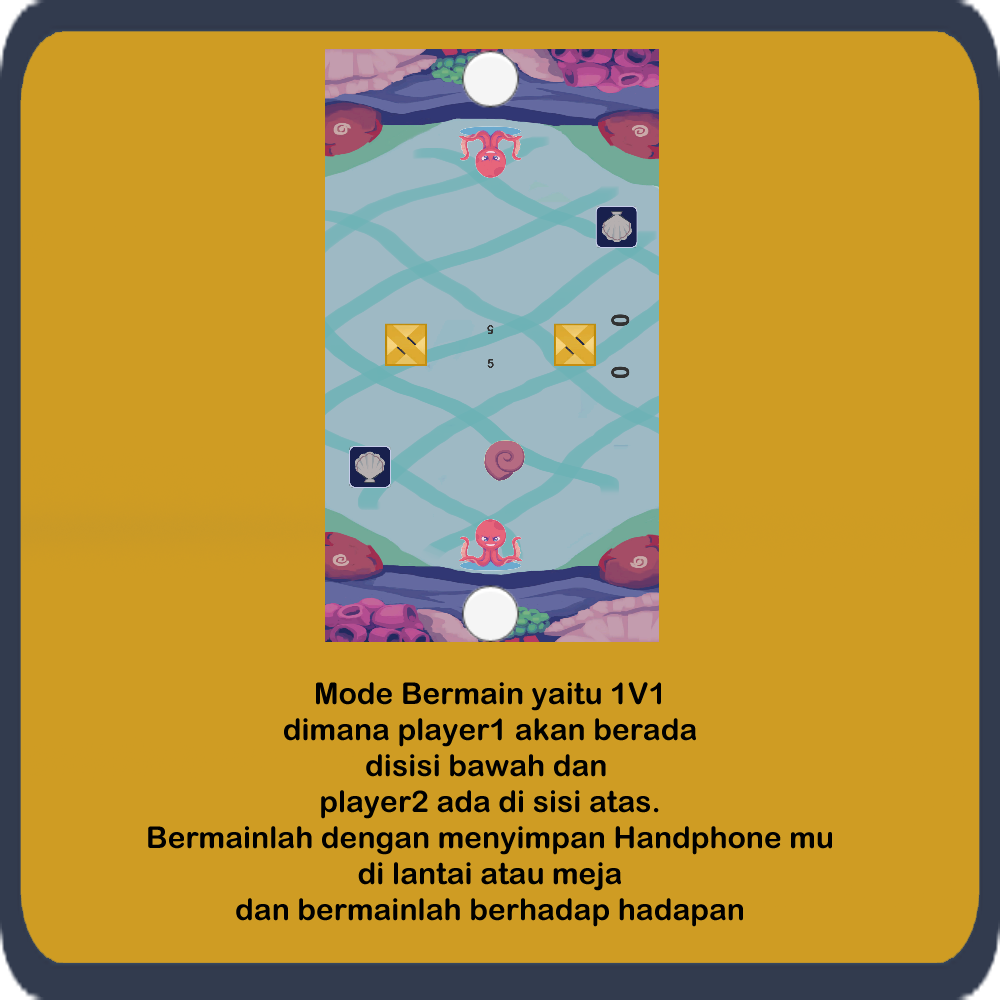 5
0
5
0
Mode Bermain yaitu 1V1
dimana player1 akan berada
disisi bawah dan
player2 ada di sisi atas.
Bermainlah dengan menyimpan Handphone mu
di lantai atau meja
dan bermainlah berhadap hadapan